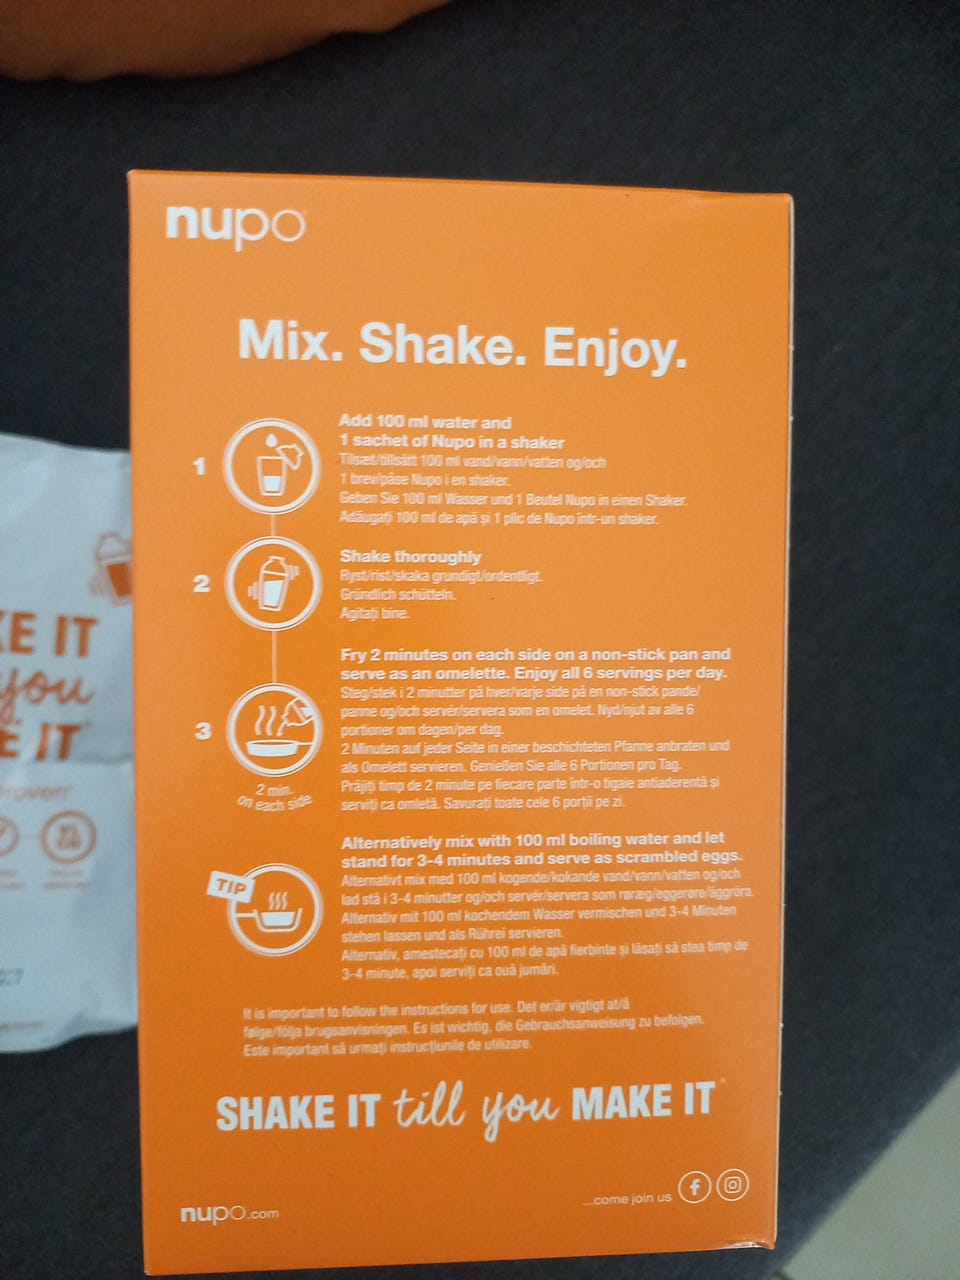 nupo
Mix. Shake. Enjoy.
1
Add 100 ml water and
1 sachet of Nupo in a shaker
Tilsæt/tillsätt 100 ml vand/vann/vatten og/och
1 brev/påse Nupo i en shaker.
Geben Sie 100 ml Wasser und 1 Beutel Nupo in einen Shaker.
Adăugați 100 ml de apă și 1 plic de Nupo într-un shaker.
2
Shake thoroughly
Ryst/rist/skaka grundigt/ordentligt.
Gründlich schütteln.
Agitați bine.
3
2 min.
on each side
Fry 2 minutes on each side on a non-stick pan and
serve as an omelette. Enjoy all 6 servings per day.
Steg/stek i 2 minutter på hver/varje side på en non-stick pande/
panne og/och servér/servera som en omelet. Nyd/njut av alle 6
portioner om dagen/per dag.
2 Minuten auf jeder Seite in einer beschichteten Pfanne anbraten und
als Omelett servieren. Genießen Sie alle 6 Portionen pro Tag.
Prăjiți timp de 2 minute pe fiecare parte într-o tigaie antiaderentă și
serviți ca omletă. Savurați toate cele 6 porții pe zi.
TIP
Alternatively mix with 100 ml boiling water and let
stand for 3-4 minutes and serve as scrambled eggs.
Alternativt mix med 100 ml kogende/kokande vand/vann/vatten og/och
lad stå i 3-4 minutter og/och servér/servera som røræg/eggerøre/äggröra.
Alternativ mit 100 ml kochendem Wasser vermischen und 3-4 Minuten
stehen lassen und als Rührei servieren.
Alternativ, amestecați cu 100 ml de apă fierbinte și lăsați să stea timp de
3-4 minute, apoi serviți ca ouă jumări.
It is important to follow the instructions for use. Det er/är vigtigt at/å
følge/följa brugsanvisningen. Es ist wichtig, die Gebrauchsanweisung zu befolgen.
Este important să urmați instrucțiunile de utilizare.
SHAKE IT till you MAKE IT
nupo.com
...come join us
KE IT
you
E IT